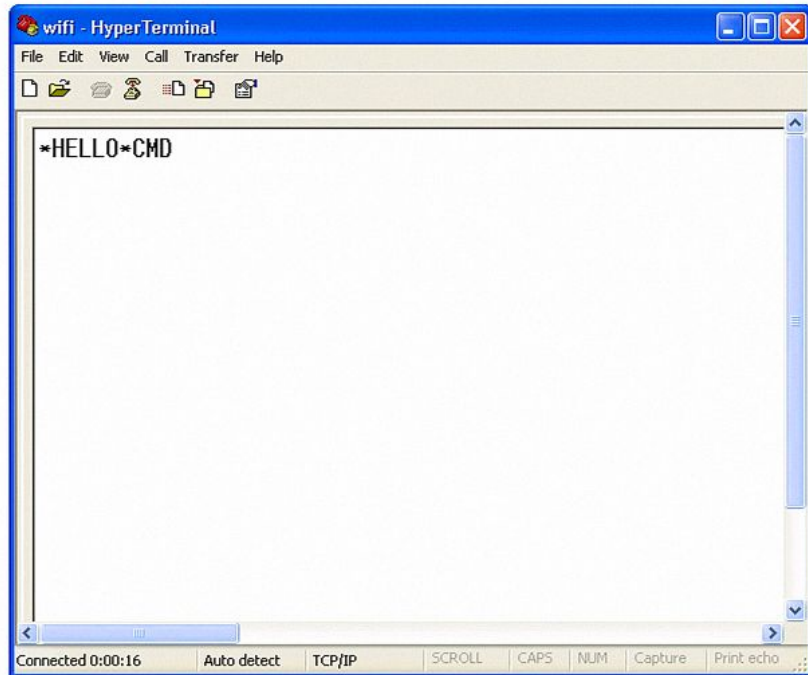 wifi - HyperTerminal
File Edit View Call Transfer Help
*HELLO*CMD
Connected 0:00:16 Auto detect TCP/IP SCROLL CAPS NUM Capture Print echo